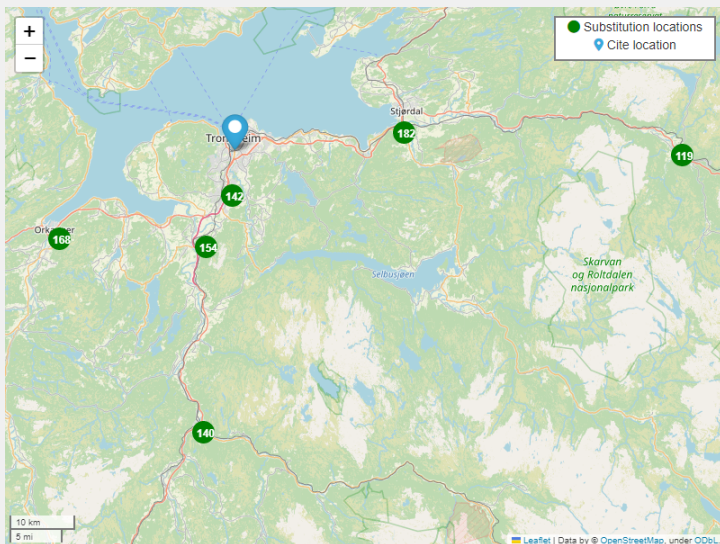 +
−
Substitution locations
Cite location
Stjørdal
182
119
142
154
168
Selbusjøen
Skarvan
og Roltdalen
nasjonalpark
140
10 km
5 mi
Leaflet | Data by © OpenStreetMap, under ODbL.